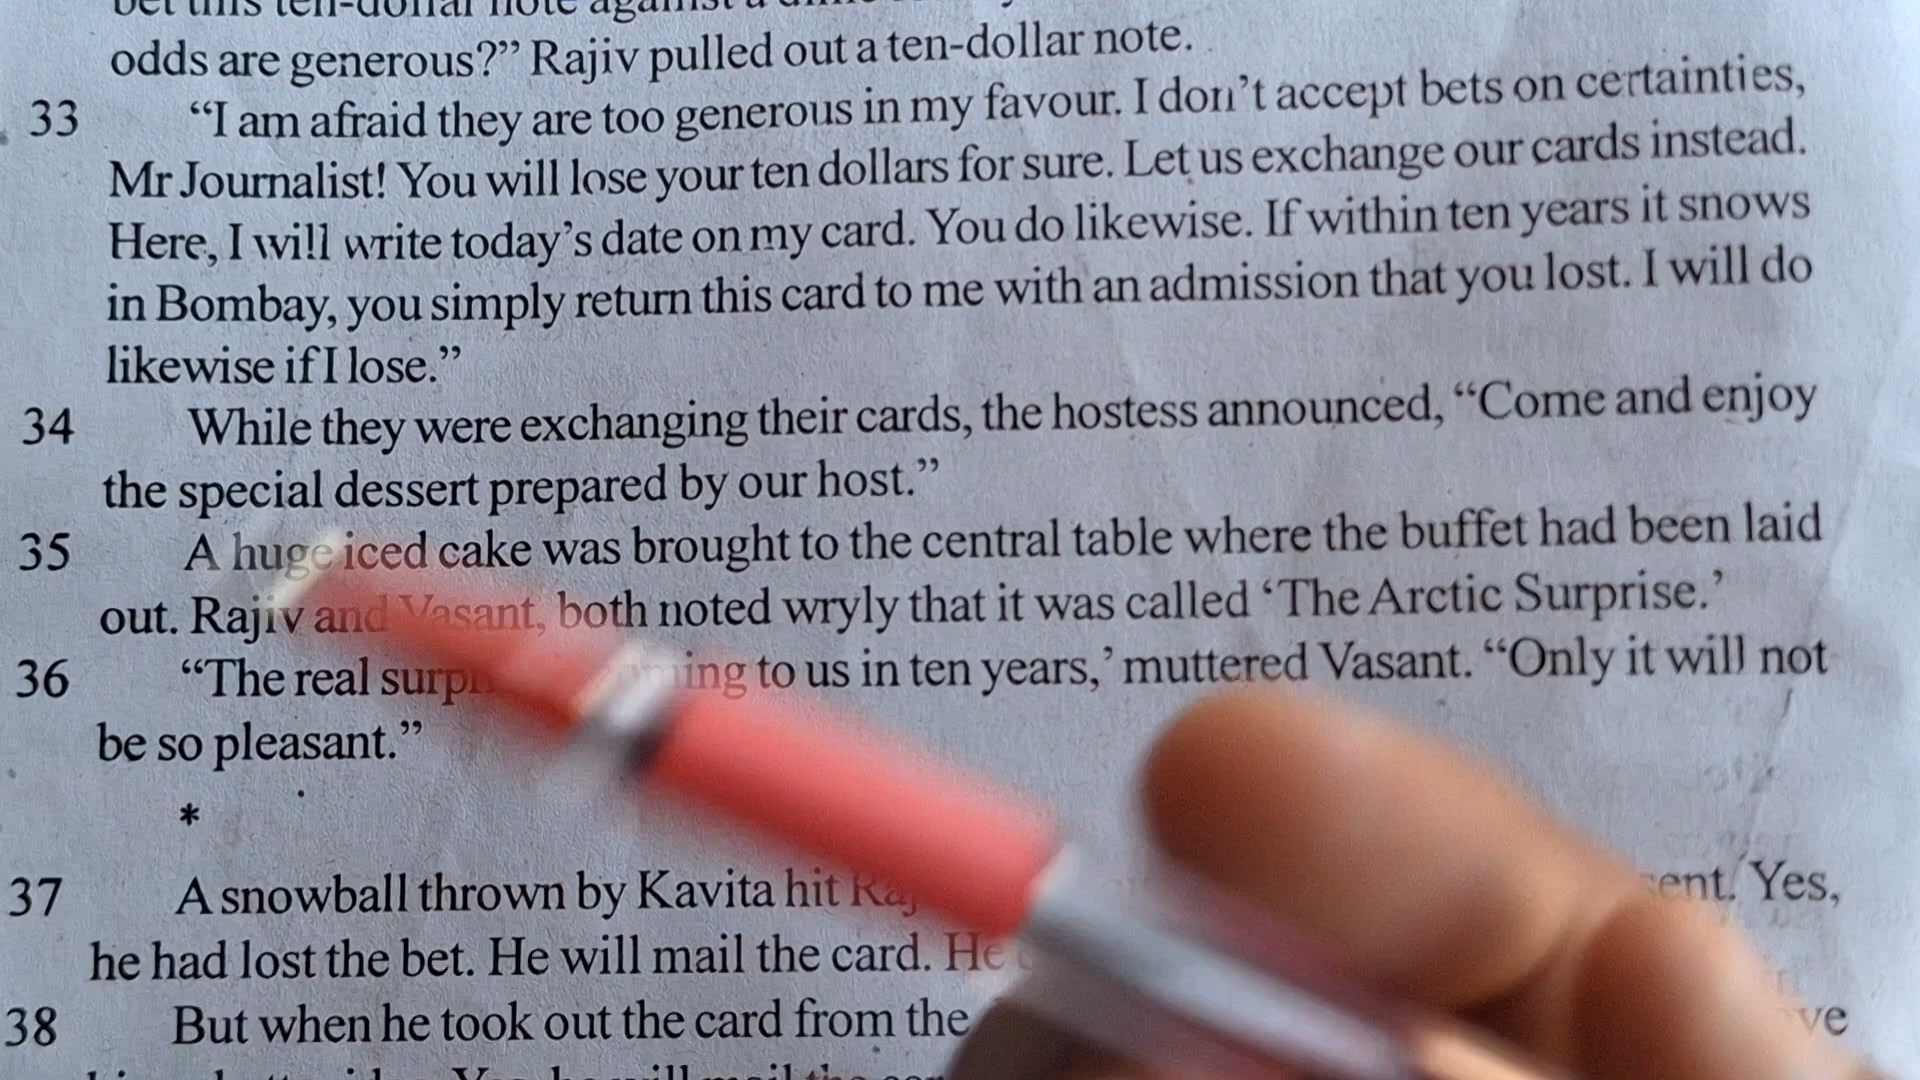 odds are generous?” Rajiv pulled out a ten-dollar note.
33 “I am afraid they are too generous in my favour. I don’t accept bets on certainties,
Mr Journalist! You will lose your ten dollars for sure. Let us exchange our cards instead.
Here, I will write today’s date on my card. You do likewise. If within ten years it snows
in Bombay, you simply return this card to me with an admission that you lost. I will do
likewise if I lose.”
34 While they were exchanging their cards, the hostess announced, “Come and enjoy
the special dessert prepared by our host.”
35 A huge iced cake was brought to the central table where the buffet had been laid
out. Rajiv and Vasant, both noted wryly that it was called ‘The Arctic Surprise.’
36 “The real to us in ten years,’ muttered Vasant. “Only it will not
be so pleasant.”
*
37 A snowball thrown by Kavita hit Yes,
he had lost the bet. He will mail the card. He
38 But when he took out the card from the